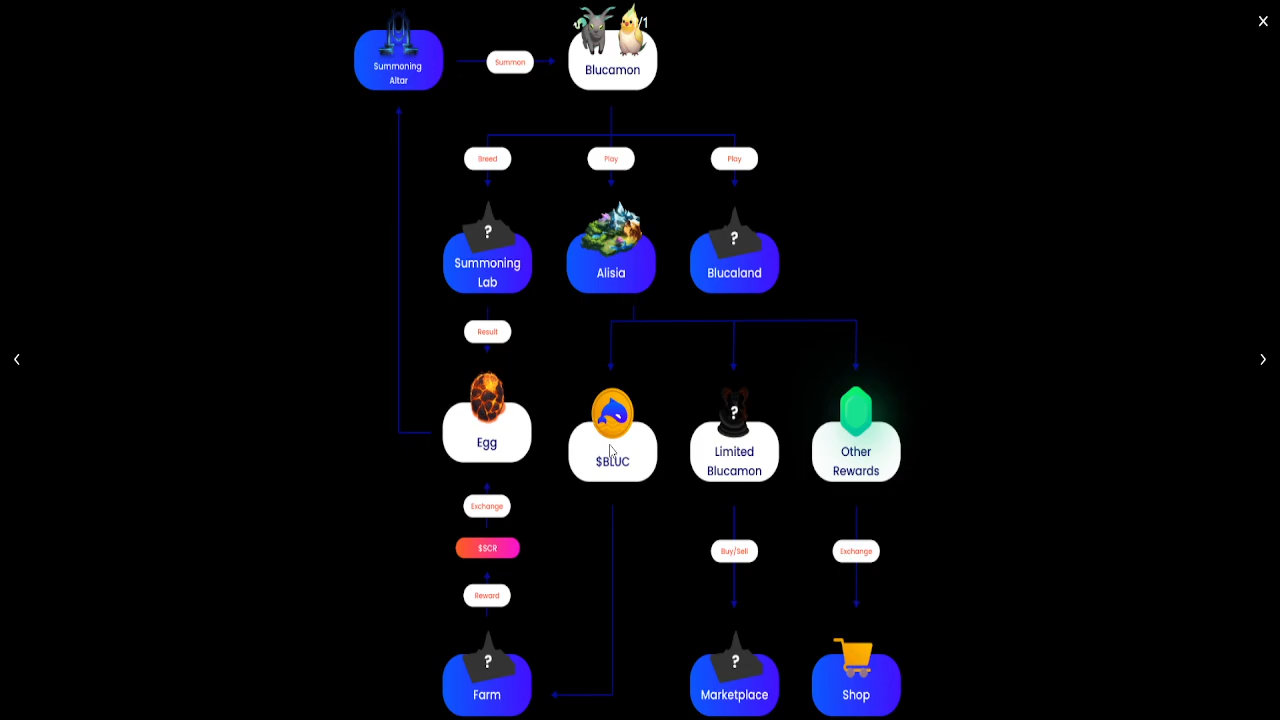 /1
Summoning
Altar
Summon
Blucamon
Breed
Play
Play
?
?
Summoning
Lab
Alisia
Blucaland
Result
?
Egg
$BLUC
Limited
Blucamon
Other
Rewards
Exchange
$SCR
Buy/Sell
Exchange
Reward
?
?
Farm
Marketplace
Shop